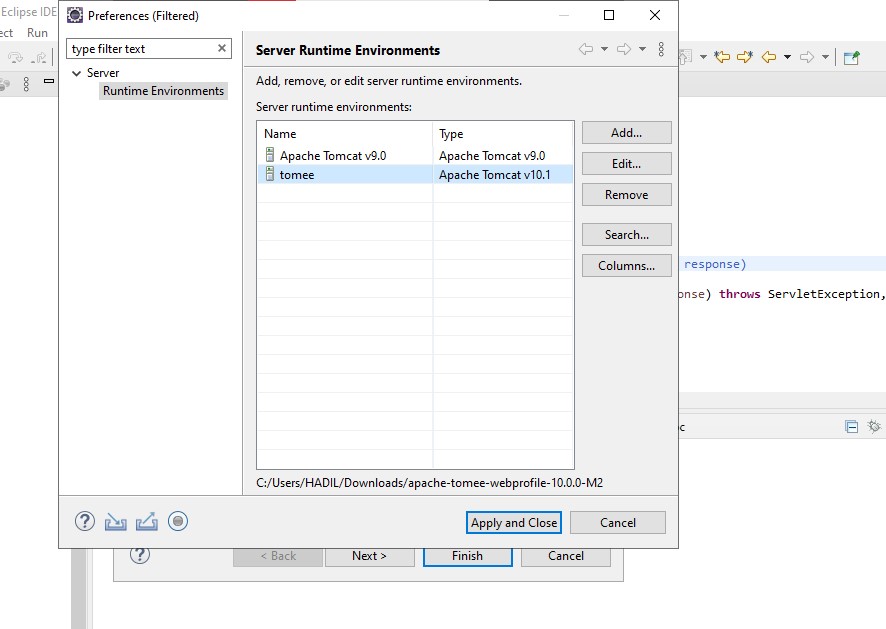 Eclipse IDE
Preferences (Filtered)
ect Run
type filter text
Server Runtime Environments
Server
Runtime Environments
Add, remove, or edit server runtime environments.
Server runtime environments:
Name Type
Apache Tomcat v9.0 Apache Tomcat v9.0
tomee Apache Tomcat v10.1
Add...
Edit...
Remove
Search...
Columns...
response)
onse) throws ServletException,
oc
C:/Users/HADIL/Downloads/apache-tomee-webprofile-10.0.0-M2
Apply and Close Cancel
< Back Next > Finish Cancel